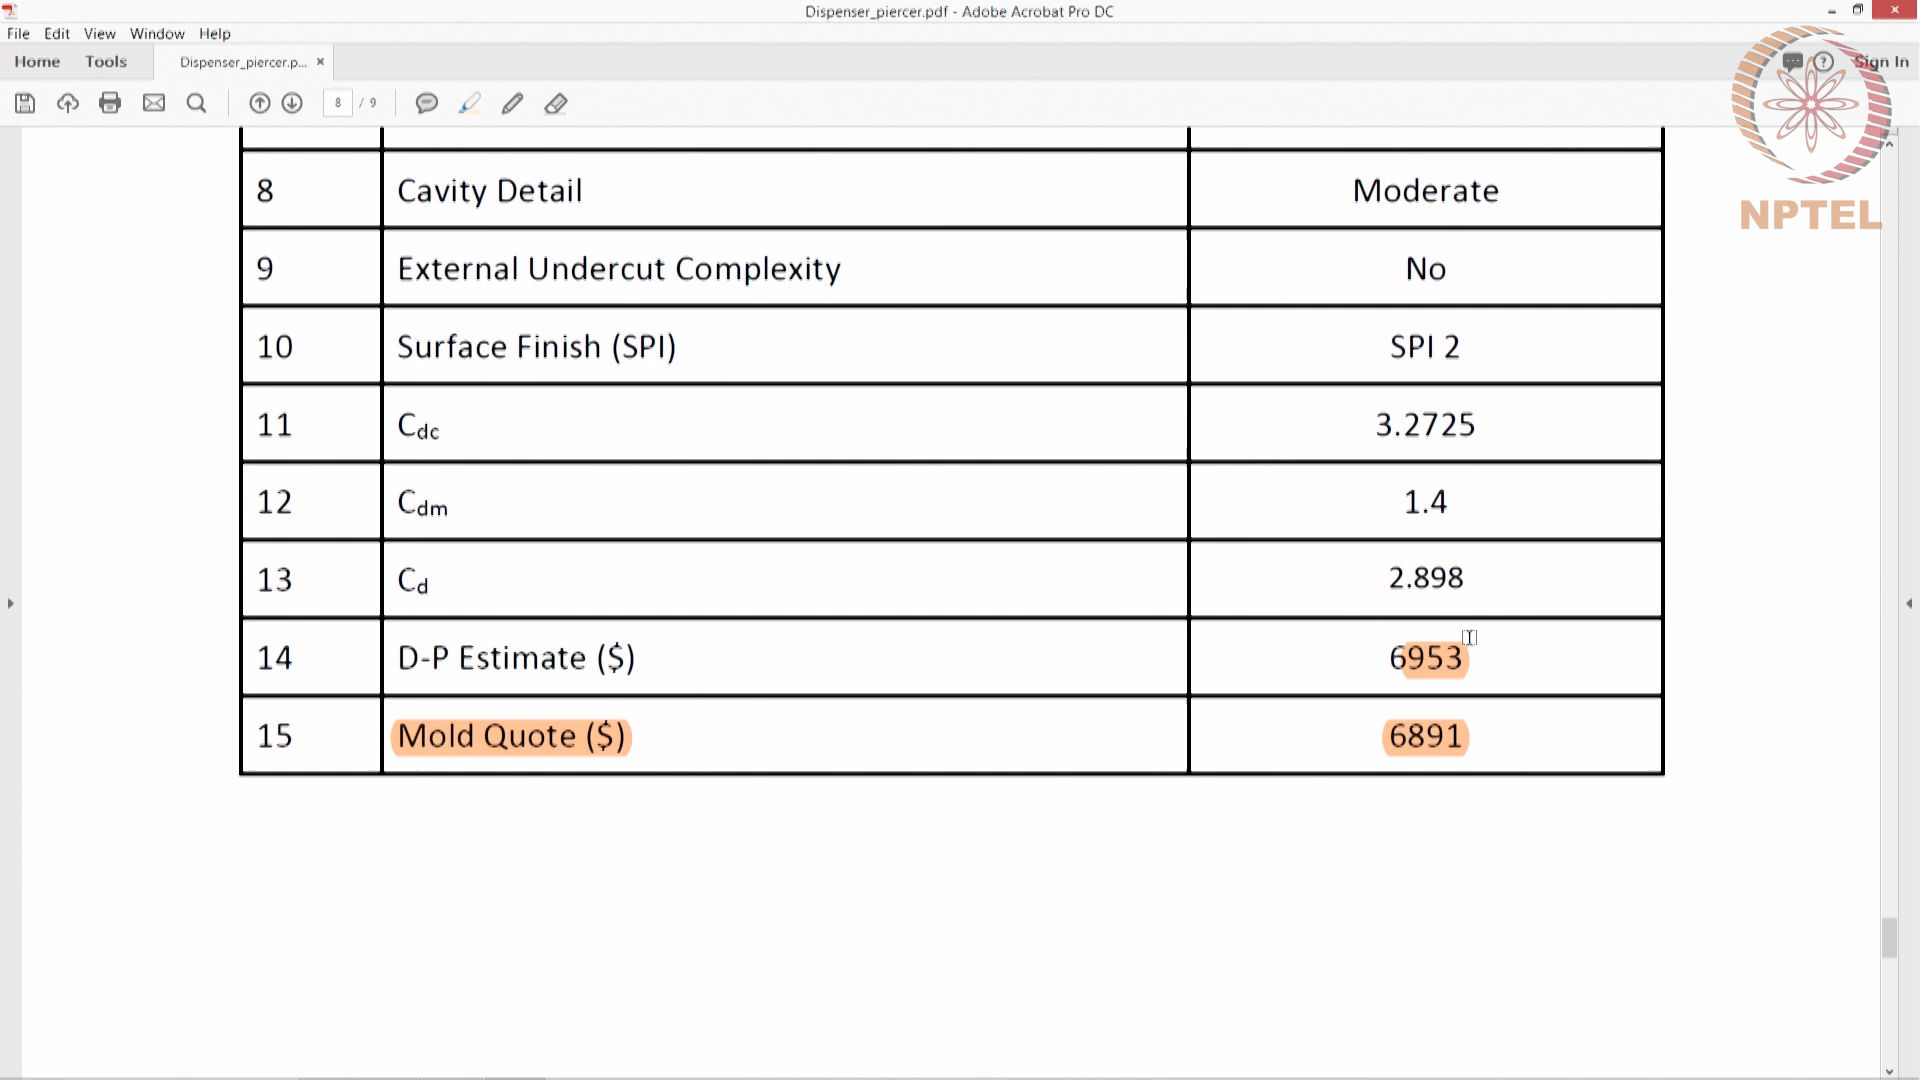 Dispenser_piercer.pdf - Adobe Acrobat Pro DC
File Edit View Window Help
Home Tools Dispenser_piercer.p... × ? Sign In
8 / 9
NPTEL
8 Cavity Detail Moderate
9 External Undercut Complexity No
10 Surface Finish (SPI) SPI 2
11 Cdc 3.2725
12 Cdm 1.4
13 Cd 2.898
14 D-P Estimate ($) 6953
15 Mold Quote ($) 6891